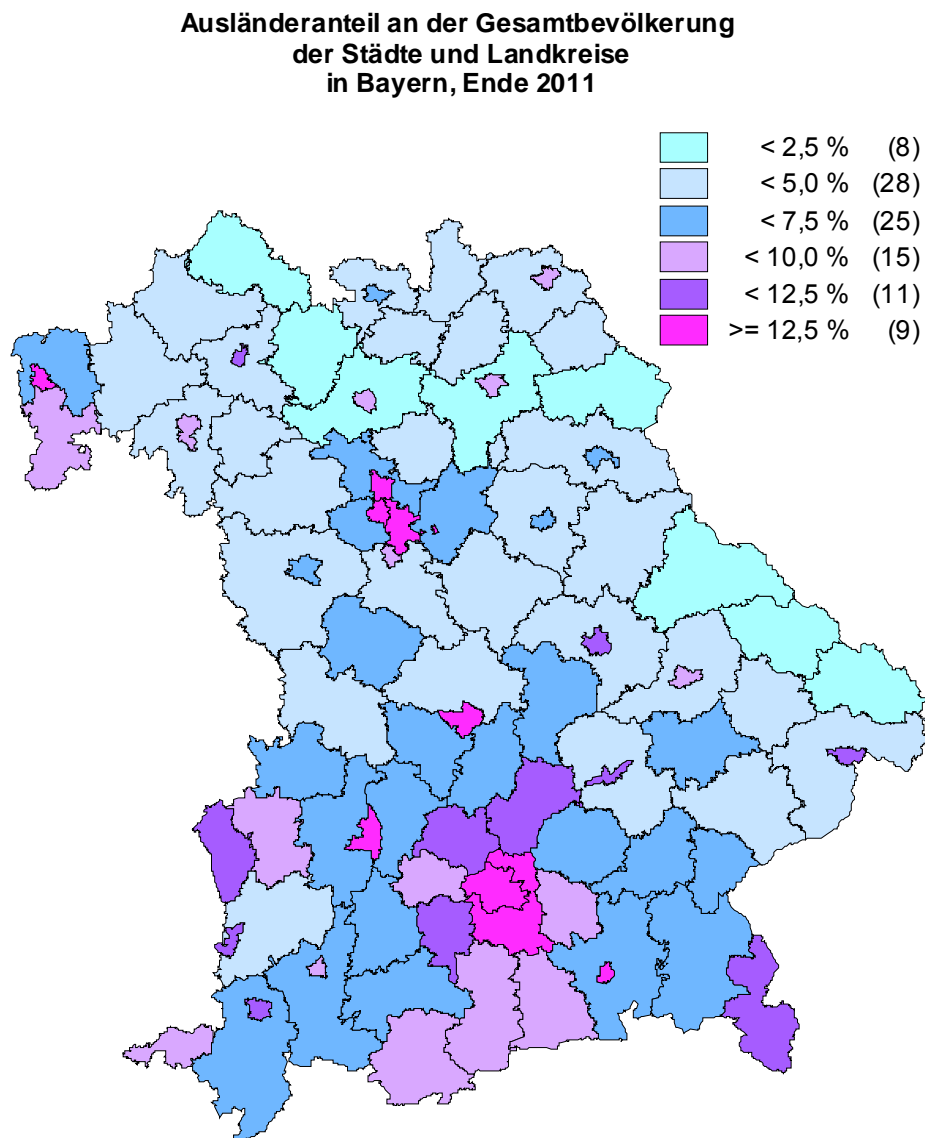 Ausländeranteil an der Gesamtbevölkerung
der Städte und Landkreise
in Bayern, Ende 2011
< 2,5 % (8)
< 5,0 % (28)
< 7,5 % (25)
< 10,0 % (15)
< 12,5 % (11)
>= 12,5 % (9)